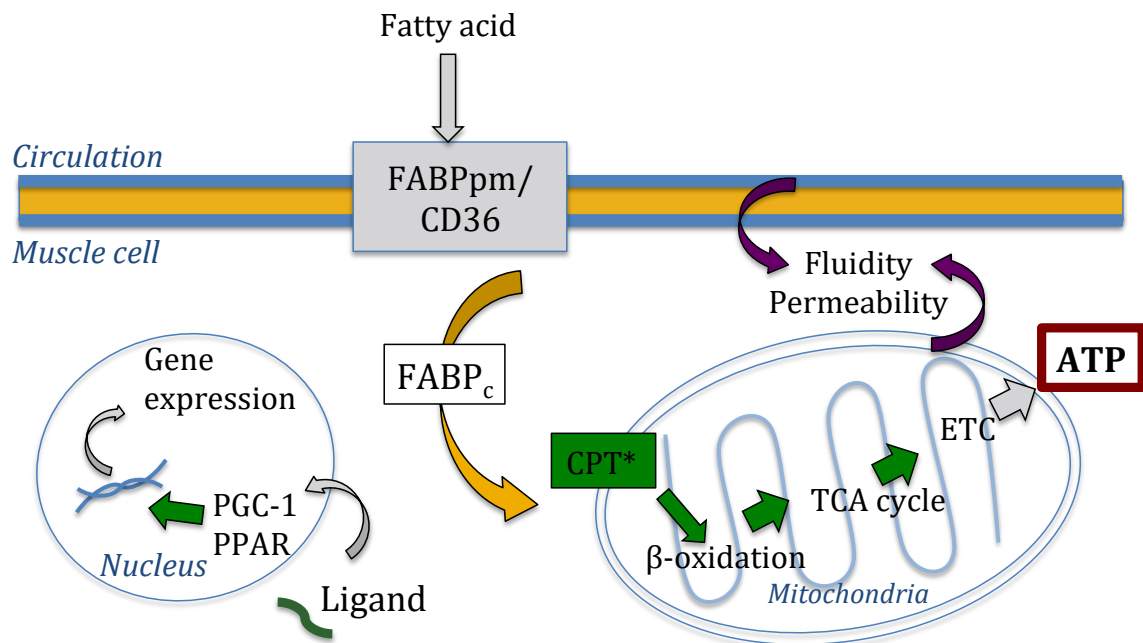 Fatty acid
Circulation
FABPpm/
CD36
Muscle cell
Fluidity
Permeability
Gene
expression
FABPc
ATP
ETC
CPT*
TCA cycle
PGC-1
PPAR
β-oxidation
Nucleus
Mitochondria
Ligand